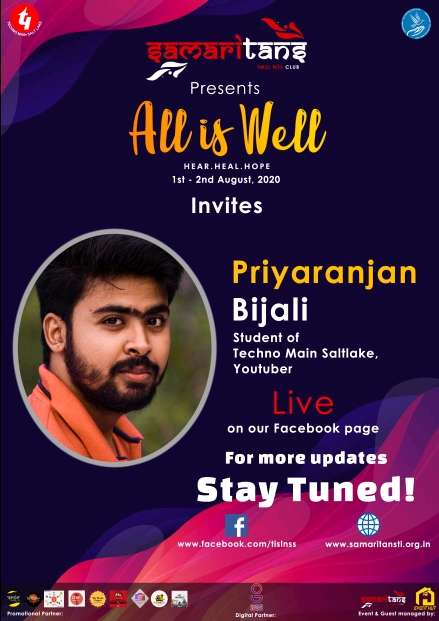 samaritans
Presents
All is Well
HEAR.HEAL.HOPE
1st - 2nd August, 2020
Invites
Priyaranjan
Bijali
Student of
Techno Main Saltlake,
Youtuber
Live
on our Facebook page
For more updates
Stay Tuned!
www.facebook.com/tislnss
www.samaritansti.org.in
samaritans
Promotional Partner:
Digital Partner:
Event & Guest managed by: